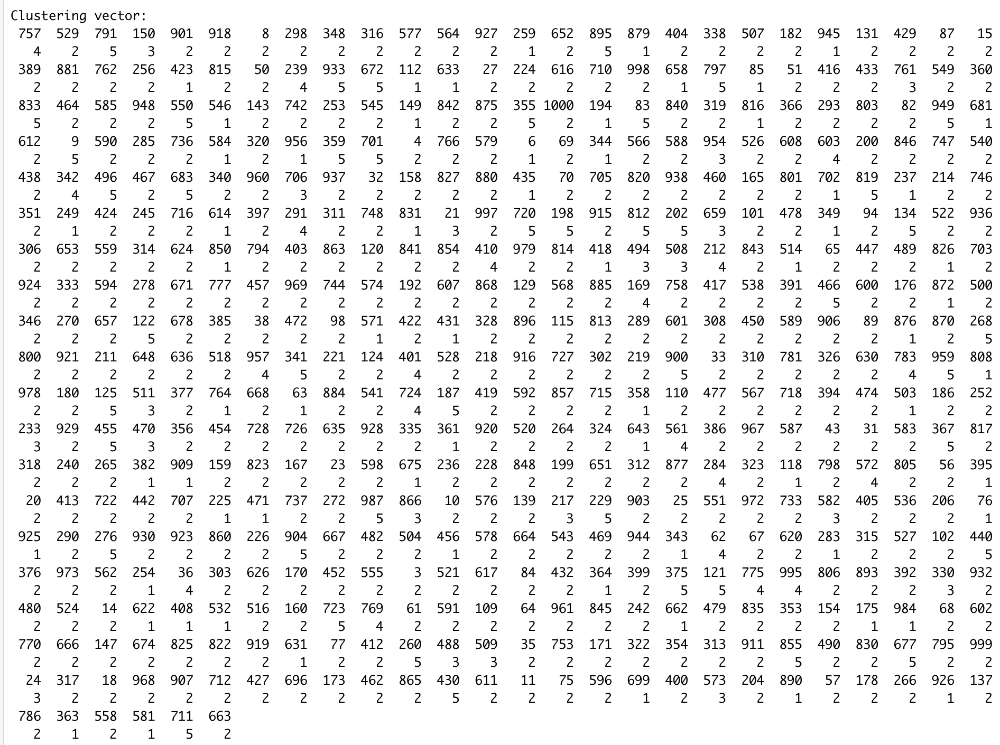 Clustering vector:
757 529 791 150 901 918 8 298 348 316 577 564 927 259 652 895 879 404 338 507 182 945 131 429 87 15
4 2 5 3 2 2 2 2 2 2 2 2 2 1 2 5 1 2 2 2 2 1 2 2 2 2
389 881 762 256 423 815 50 239 933 672 112 633 27 224 616 710 998 658 797 85 51 416 433 761 549 360
2 2 2 2 1 2 2 4 5 5 1 1 2 2 2 2 2 1 5 1 2 2 2 3 2 2
833 464 585 948 550 546 143 742 253 545 149 842 875 355 1000 194 83 840 319 816 366 293 803 82 949 681
5 2 2 2 5 1 2 2 2 2 1 2 2 5 2 1 5 2 2 1 2 2 2 2 5 1
612 9 590 285 736 584 320 956 359 701 4 766 579 6 69 344 566 588 954 526 608 603 200 846 747 540
2 5 2 2 2 1 2 1 5 5 2 2 2 1 2 1 2 2 3 2 2 4 2 2 2 2
438 342 496 467 683 340 960 706 937 32 158 827 880 435 70 705 820 938 460 165 801 702 819 237 214 746
2 4 5 2 5 2 2 3 2 2 2 2 2 1 2 2 2 2 2 2 2 1 5 1 2 2
351 249 424 245 716 614 397 291 311 748 831 21 997 720 198 915 812 202 659 101 478 349 94 134 522 936
2 1 2 2 2 1 2 4 2 2 1 3 2 5 5 2 5 5 3 2 2 1 2 5 2 2
306 653 559 314 624 850 794 403 863 120 841 854 410 979 814 418 494 508 212 843 514 65 447 489 826 703
2 2 2 2 2 1 2 2 2 2 2 2 4 2 2 1 3 3 4 2 1 2 2 2 1 2
924 333 594 278 671 777 457 969 744 574 192 607 868 129 568 885 169 758 417 538 391 466 600 176 872 500
2 2 2 2 2 2 2 2 2 2 2 2 2 2 2 2 4 2 2 2 2 5 2 2 1 2
346 270 657 122 678 385 38 472 98 571 422 431 328 896 115 813 289 601 308 450 589 906 89 876 870 268
2 2 2 5 2 2 2 2 2 1 2 1 2 2 2 2 2 2 2 2 2 2 2 1 2 5
800 921 211 648 636 518 957 341 221 124 401 528 218 916 727 302 219 900 33 310 781 326 630 783 959 808
2 2 2 2 2 2 4 5 2 2 4 2 2 2 2 2 2 5 2 2 2 2 2 4 5 1
978 180 125 511 377 764 668 63 884 541 724 187 419 592 857 715 358 110 477 567 718 394 474 503 186 252
2 2 5 3 2 1 2 1 2 2 4 5 2 2 2 2 1 2 2 2 2 2 2 1 2 2
233 929 455 470 356 454 728 726 635 928 335 361 920 520 264 324 643 561 386 967 587 43 31 583 367 817
3 2 5 3 2 2 2 2 2 2 2 1 2 2 2 2 1 4 2 2 2 2 2 2 5 2
318 240 265 382 909 159 823 167 23 598 675 236 228 848 199 651 312 877 284 323 118 798 572 805 56 395
2 2 2 1 1 2 2 2 2 2 1 2 2 2 2 2 2 2 4 2 1 2 4 2 2 1
20 413 722 442 707 225 471 737 272 987 866 10 576 139 217 229 903 25 551 972 733 582 405 536 206 76
2 2 2 2 2 1 1 2 2 5 3 2 2 2 3 5 2 2 2 2 2 3 2 2 2 1
925 290 276 930 923 860 226 904 667 482 504 456 578 664 543 469 944 343 62 67 620 283 315 527 102 440
1 2 5 2 2 2 2 5 2 2 2 1 2 2 2 2 2 1 4 2 2 1 2 2 2 5
376 973 562 254 36 303 626 170 452 555 3 521 617 84 432 364 399 375 121 775 995 806 893 392 330 932
2 2 2 1 4 2 2 2 2 2 2 2 2 2 2 1 2 5 5 4 4 2 2 2 3 2
480 524 14 622 408 532 516 160 723 769 61 591 109 64 961 845 242 662 479 835 353 154 175 984 68 602
2 2 2 1 1 1 2 2 5 4 2 2 2 2 2 2 2 1 2 2 2 2 1 1 2 2
770 666 147 674 825 822 919 631 77 412 260 488 509 35 753 171 322 354 313 911 855 490 830 677 795 999
2 2 2 2 2 2 2 1 2 2 5 3 3 2 2 2 2 2 2 2 5 2 2 5 2 2
24 317 18 968 907 712 427 696 173 462 865 430 611 11 75 596 699 400 573 204 890 57 178 266 926 137
3 2 2 2 2 2 2 2 2 2 2 5 2 2 2 2 1 2 3 2 1 2 2 2 1 2
786 363 558 581 711 663
2 1 2 1 5 2